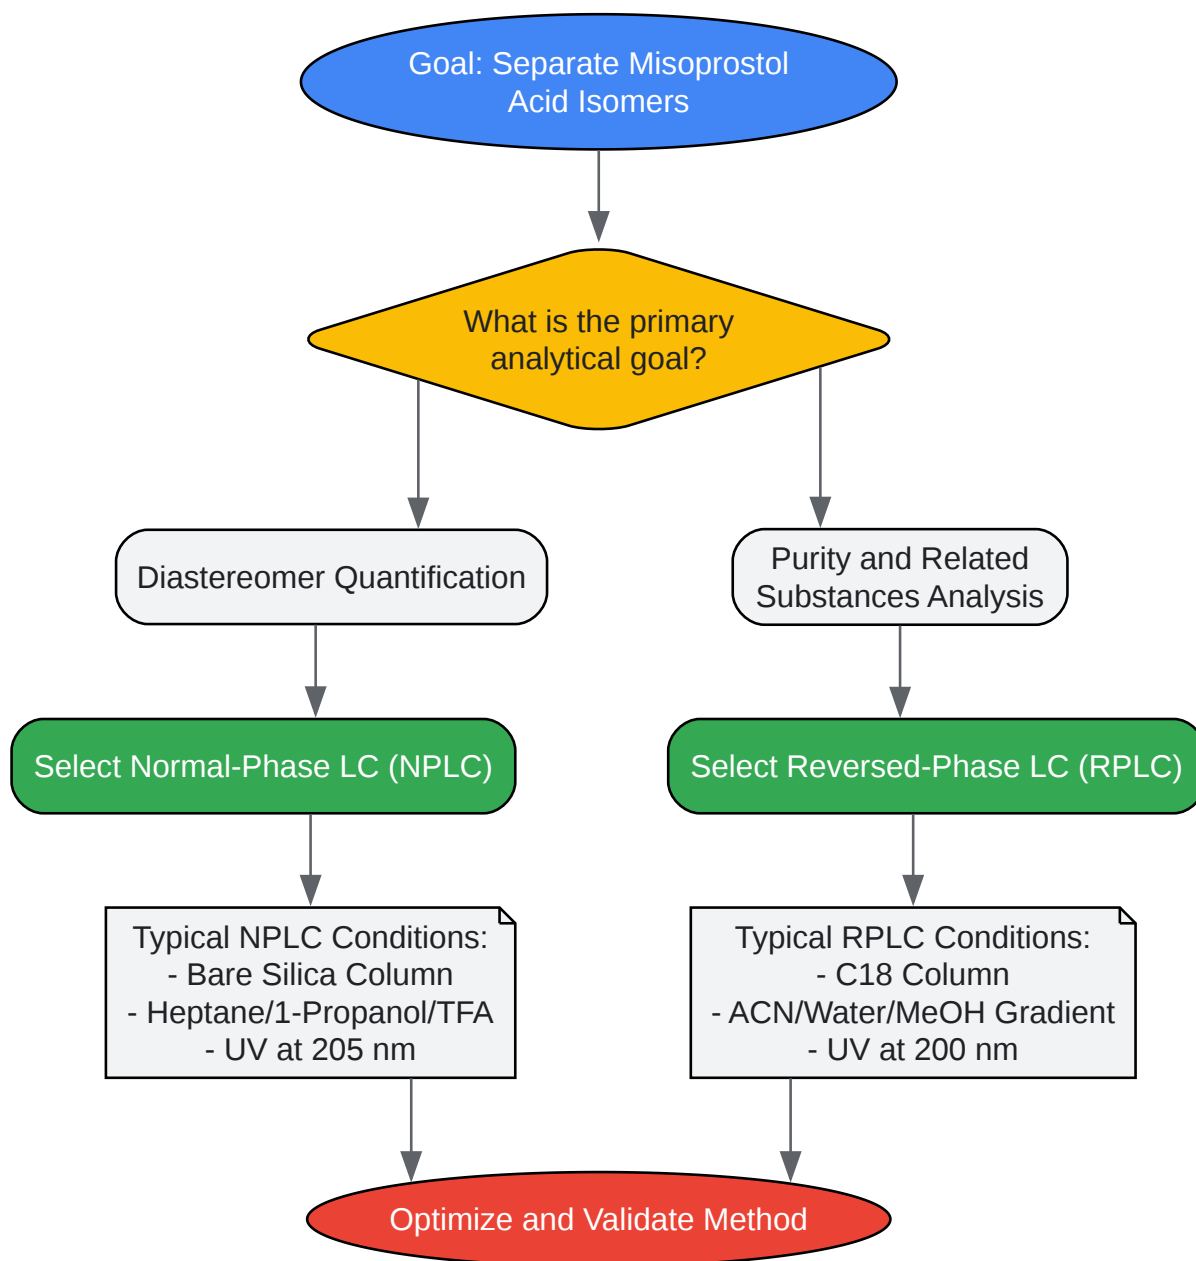 Goal: Separate Misoprostol
Acid Isomers
What is the primary
analytical goal?
Diastereomer Quantification
Purity and Related
Substances Analysis
Select Normal-Phase LC (NPLC)
Select Reversed-Phase LC (RPLC)
Typical NPLC Conditions:
- Bare Silica Column
- Heptane/1-Propanol/TFA
- UV at 205 nm
Typical RPLC Conditions:
- C18 Column
- ACN/Water/MeOH Gradient
- UV at 200 nm
Optimize and Validate Method